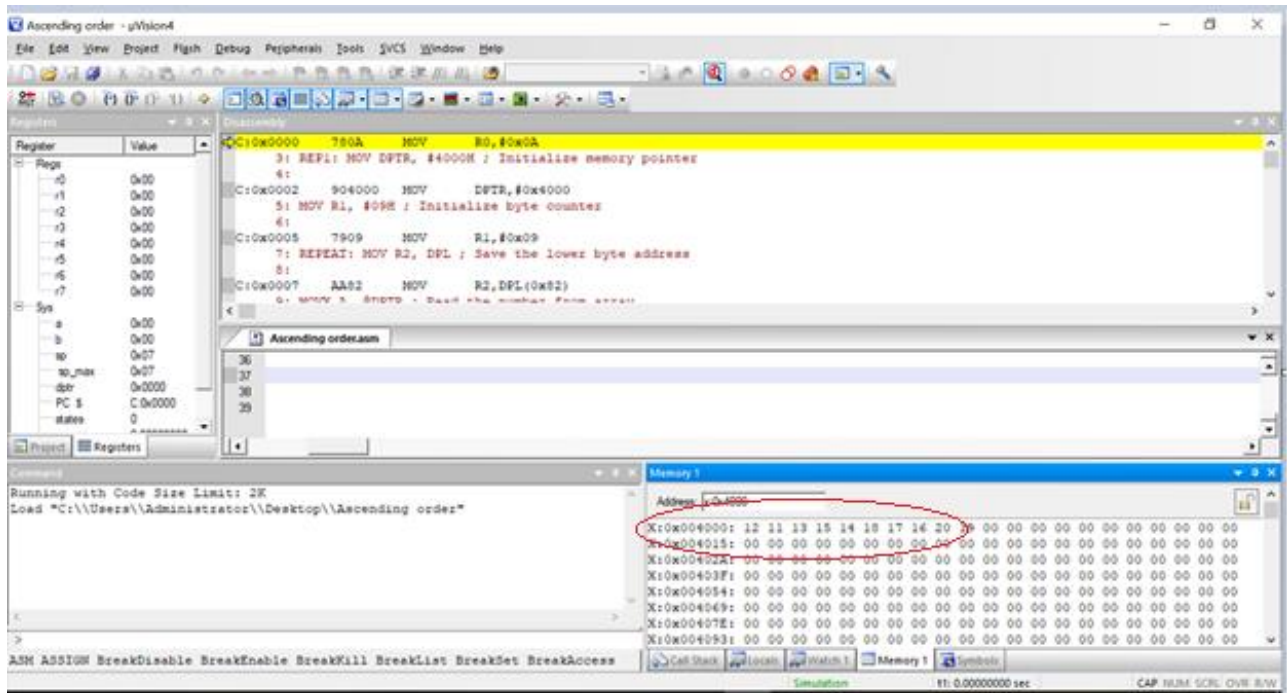 Ascending order - µVision4
File Edit View Project Flash Debug Peripherals Tools SVCS Window Help
Registers
Register Value
Regs
r0 0x00
r1 0x00
r2 0x00
r3 0x00
r4 0x00
r5 0x00
r6 0x00
r7 0x00
Sys
a 0x00
b 0x00
sp 0x07
sp_max 0x07
dptr 0x0000
PC $ C:0x0000
states 0
Project Registers
Disassembly
C:0x0000 780A MOV R0,#0x0A
3: REP1: MOV DPTR, #4000H ; Initialize memory pointer
4:
C:0x0002 904000 MOV DPTR,#0x4000
5: MOV R1, #09H ; Initialize byte counter
6:
C:0x0005 7909 MOV R1,#0x09
7: REPEAT: MOV R2, DPL ; Save the lower byte address
8:
C:0x0007 AA82 MOV R2,DPL(0x82)
9: MOVX A, @DPTR ; Read the number from array
Ascending order.asm
36
37
38
39
Command
Running with Code Size Limit: 2K
Load "C:\\Users\\Administrator\\Desktop\\Ascending order"
>
ASM ASSIGN BreakDisable BreakEnable BreakKill BreakList BreakSet BreakAccess
Memory 1
Address: x:0x4000
X:0x004000: 12 11 13 15 14 18 17 16 20 19 00 00 00 00 00 00 00 00 00 00 00
X:0x004015: 00 00 00 00 00 00 00 00 00 00 00 00 00 00 00 00 00 00 00 00 00
X:0x00402A: 00 00 00 00 00 00 00 00 00 00 00 00 00 00 00 00 00 00 00 00 00
X:0x00403F: 00 00 00 00 00 00 00 00 00 00 00 00 00 00 00 00 00 00 00 00 00
X:0x004054: 00 00 00 00 00 00 00 00 00 00 00 00 00 00 00 00 00 00 00 00 00
X:0x004069: 00 00 00 00 00 00 00 00 00 00 00 00 00 00 00 00 00 00 00 00 00
X:0x00407E: 00 00 00 00 00 00 00 00 00 00 00 00 00 00 00 00 00 00 00 00 00
X:0x004093: 00 00 00 00 00 00 00 00 00 00 00 00 00 00 00 00 00 00 00 00 00
Call Stack Locals Watch 1 Memory 1 Symbols
Simulation t1: 0.00000000 sec CAP NUM SCRL OVR R/W